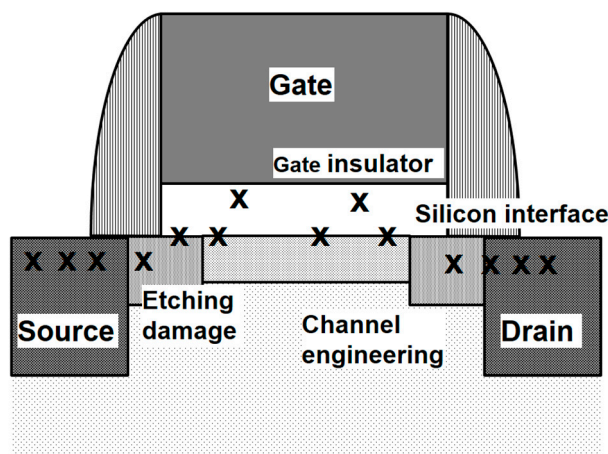 Gate
Gate insulator
Silicon interface
x x
x x x x
x x x x x x x x
Etching
damage
Source
Channel
engineering
Drain